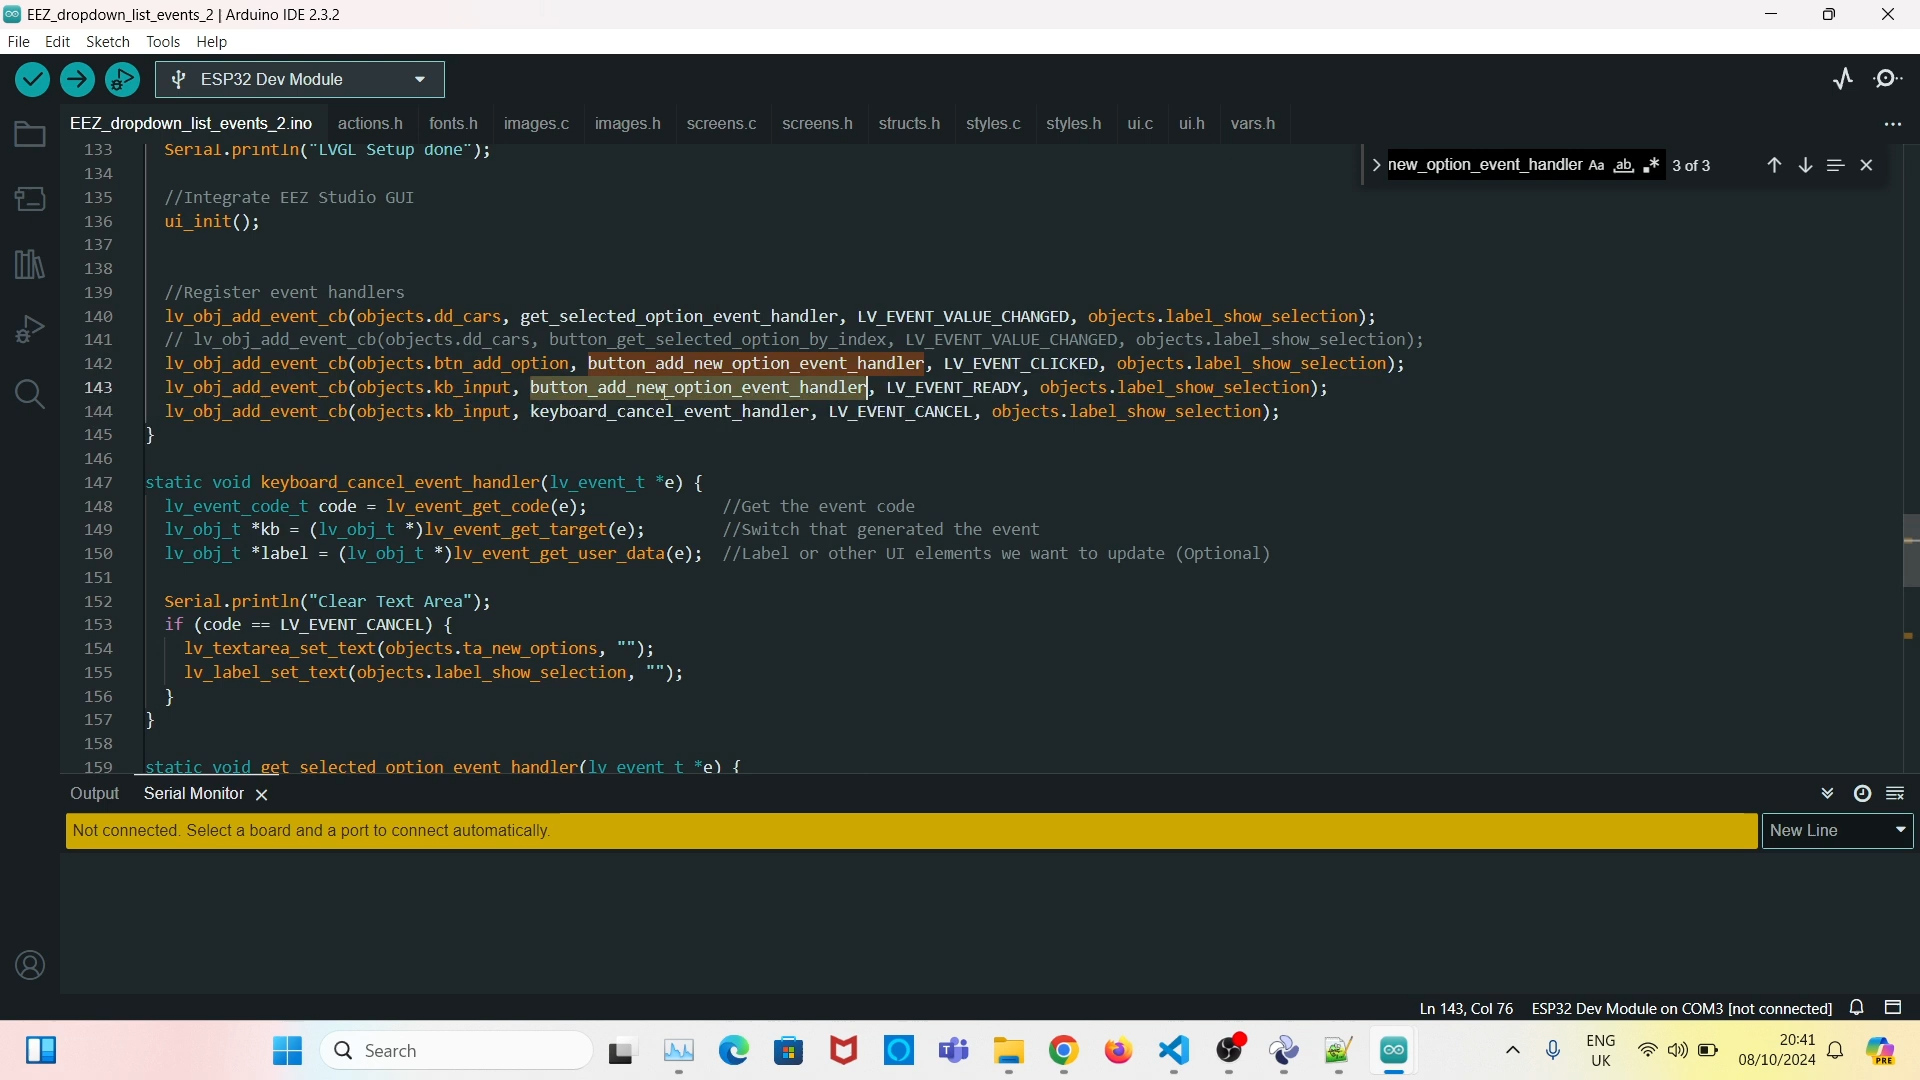 EEZ_dropdown_list_events_2 | Arduino IDE 2.3.2
File Edit Sketch Tools Help
ESP32 Dev Module
EEZ_dropdown_list_events_2.ino actions.h fonts.h images.c images.h screens.c screens.h structs.h styles.c styles.h ui.c ui.h vars.h
new_option_event_handler Aa ab, .* 3 of 3
133 Serial.println("LVGL Setup done");
134
135 //Integrate EEZ Studio GUI
136 ui_init();
137
138
139 //Register event handlers
140 lv_obj_add_event_cb(objects.dd_cars, get_selected_option_event_handler, LV_EVENT_VALUE_CHANGED, objects.label_show_selection);
141 // lv_obj_add_event_cb(objects.dd_cars, button_get_selected_option_by_index, LV_EVENT_VALUE_CHANGED, objects.label_show_selection);
142 lv_obj_add_event_cb(objects.btn_add_option, button_add_new_option_event_handler, LV_EVENT_CLICKED, objects.label_show_selection);
143 lv_obj_add_event_cb(objects.kb_input, button_add_new_option_event_handler, LV_EVENT_READY, objects.label_show_selection);
144 lv_obj_add_event_cb(objects.kb_input, keyboard_cancel_event_handler, LV_EVENT_CANCEL, objects.label_show_selection);
145 }
146
147 static void keyboard_cancel_event_handler(lv_event_t *e) {
148 lv_event_code_t code = lv_event_get_code(e); //Get the event code
149 lv_obj_t *kb = (lv_obj_t *)lv_event_get_target(e); //Switch that generated the event
150 lv_obj_t *label = (lv_obj_t *)lv_event_get_user_data(e); //Label or other UI elements we want to update (Optional)
151
152 Serial.println("Clear Text Area");
153 if (code == LV_EVENT_CANCEL) {
154 lv_textarea_set_text(objects.ta_new_options, "");
155 lv_label_set_text(objects.label_show_selection, "");
156 }
157 }
158
159 static void get_selected_option_event_handler(lv_event_t *e) {
Output Serial Monitor
Not connected. Select a board and a port to connect automatically.
New Line
Ln 143, Col 76 ESP32 Dev Module on COM3 [not connected]
Search
ENG
UK
20:41
08/10/2024
PRE